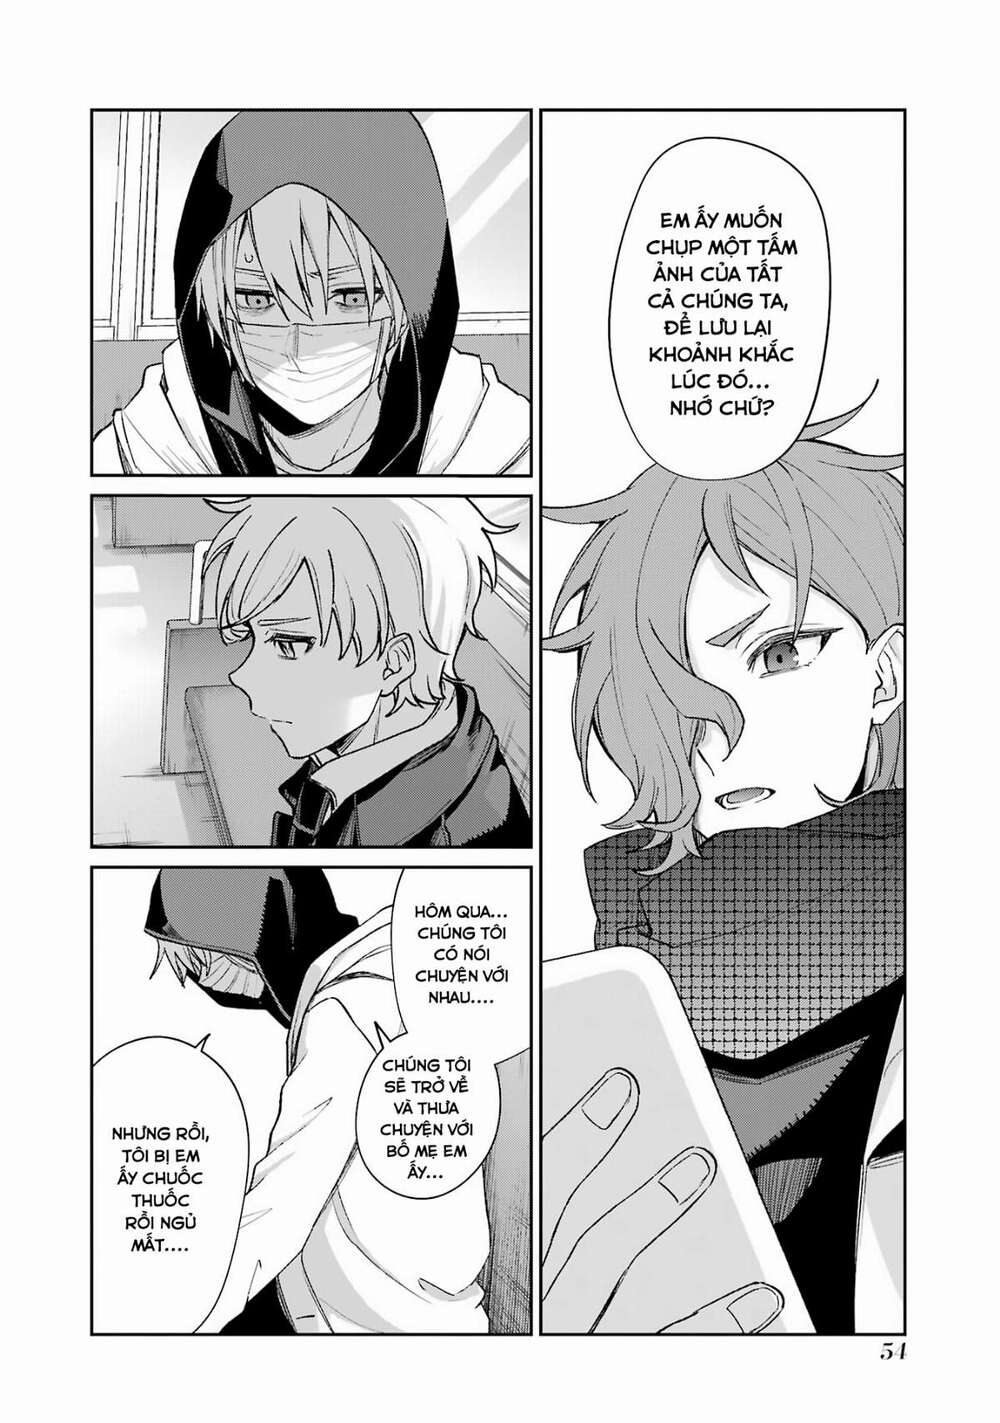 EM ẤY MUỐN
CHỤP MỘT TẤM
ẢNH CỦA TẤT
CẢ CHÚNG TA,
ĐỂ LƯU LẠI
KHOẢNH KHẮC
LÚC ĐÓ...
NHỚ CHỨ?
HÔM QUA...
CHÚNG TÔI
CÓ NÓI
CHUYỆN VỚI
NHAU....
CHÚNG TÔI
SẼ TRỞ VỀ
VÀ THƯA
CHUYỆN VỚI
BỐ MẸ EM
ẤY...
NHƯNG RỒI,
TÔI BỊ EM
ẤY CHUỐC
THUỐC
RỒI NGỦ
MẤT....
54